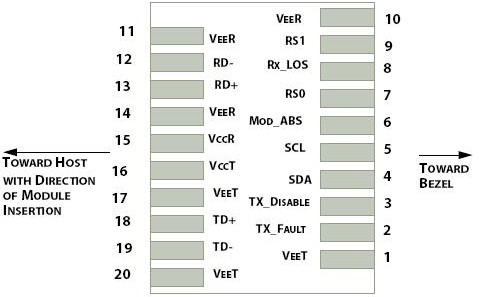 VEER 10
11 VEER
RS1 9
12 RD-
RX_LOS 8
13 RD+
RS0 7
14 VEER
MOD_ABS 6
15 VCCR
SCL 5
TOWARD HOST
WITH DIRECTION
OF MODULE
INSERTION
16 VCCT
TOWARD
BEZEL
SDA 4
17 VEET
TX_DISABLE 3
18 TD+
TX_FAULT 2
19 TD-
VEET 1
20 VEET